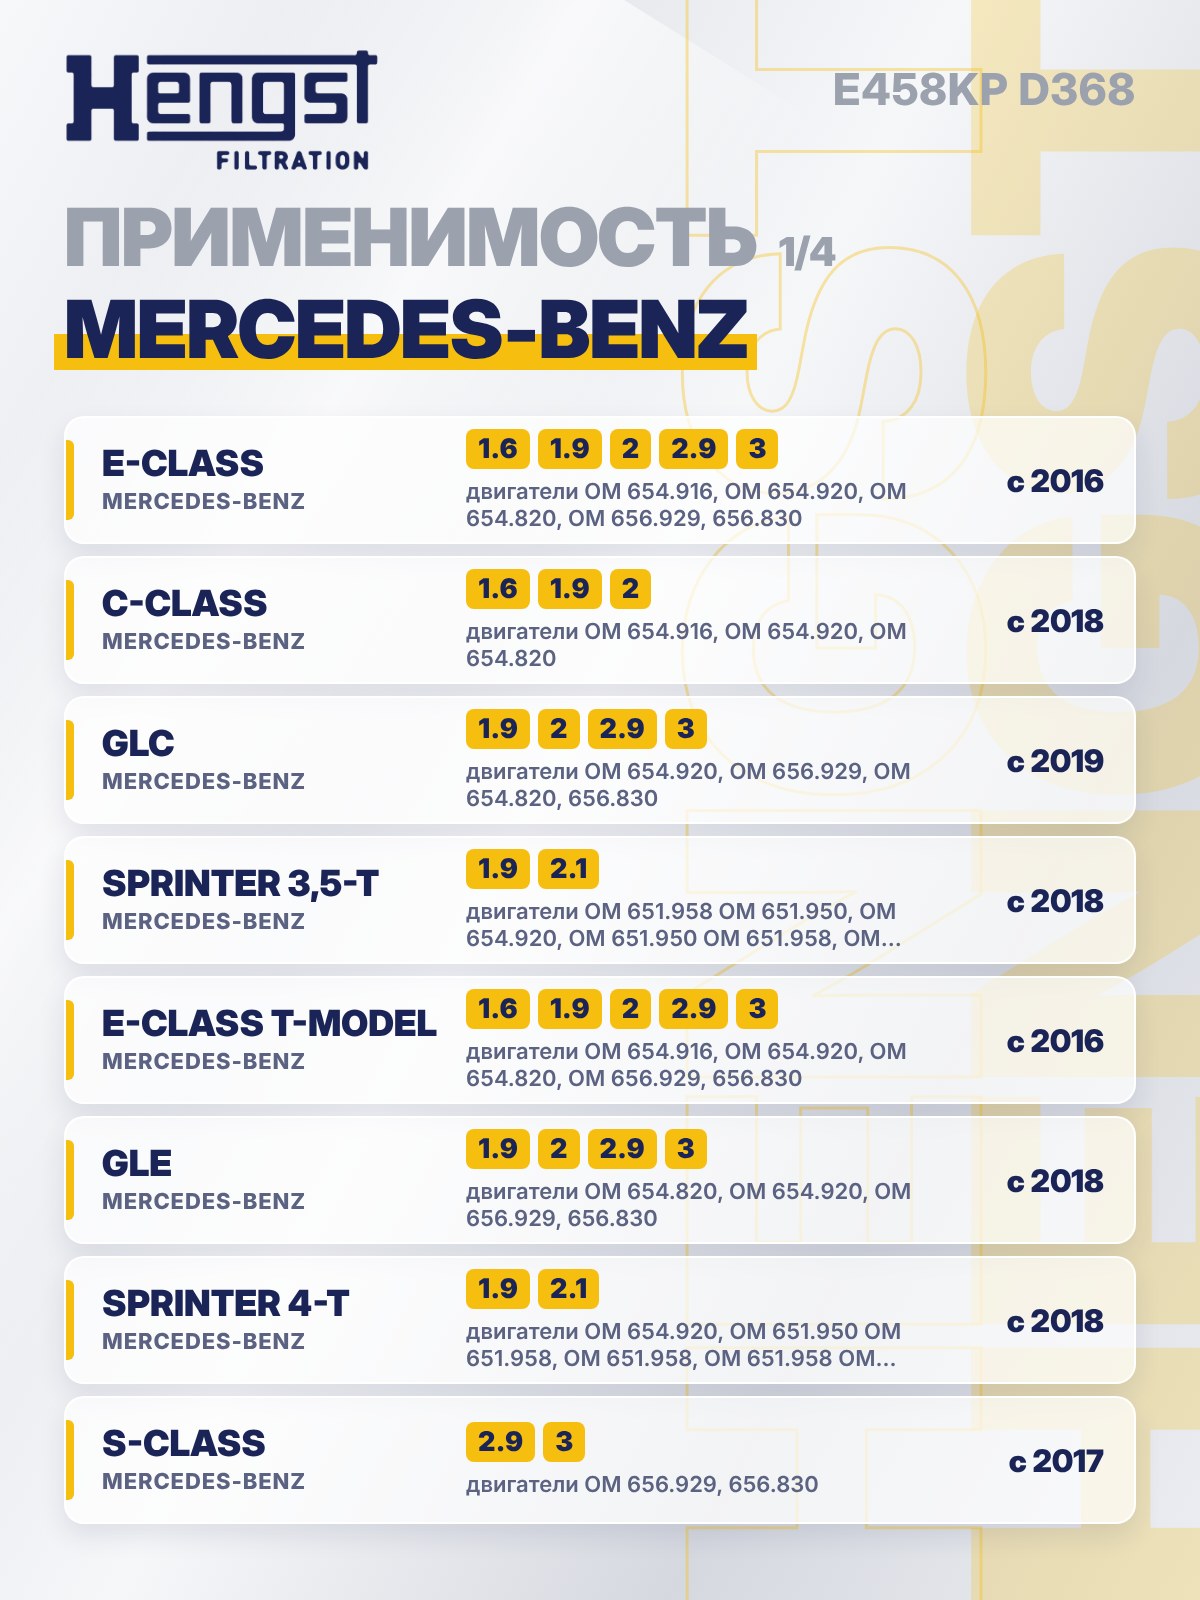 Hengst
FILTRATION
E458KP D368
ПРИМЕНИМОСТЬ 1/4
MERCEDES-BENZ
E-CLASS
MERCEDES-BENZ
1.6 1.9 2 2.9 3
двигатели OM 654.916, OM 654.920, OM
654.820, OM 656.929, 656.830
с 2016
C-CLASS
MERCEDES-BENZ
1.6 1.9 2
двигатели OM 654.916, OM 654.920, OM
654.820
с 2018
GLC
MERCEDES-BENZ
1.9 2 2.9 3
двигатели OM 654.920, OM 656.929, OM
654.820, 656.830
с 2019
SPRINTER 3,5-T
MERCEDES-BENZ
1.9 2.1
двигатели OM 651.958 OM 651.950, OM
654.920, OM 651.950 OM 651.958, OM...
с 2018
E-CLASS T-MODEL
MERCEDES-BENZ
1.6 1.9 2 2.9 3
двигатели OM 654.916, OM 654.920, OM
654.820, OM 656.929, 656.830
с 2016
GLE
MERCEDES-BENZ
1.9 2 2.9 3
двигатели OM 654.820, OM 654.920, OM
656.929, 656.830
с 2018
SPRINTER 4-T
MERCEDES-BENZ
1.9 2.1
двигатели OM 654.920, OM 651.950 OM
651.958, OM 651.958, OM 651.958 OM...
с 2018
S-CLASS
MERCEDES-BENZ
2.9 3
двигатели OM 656.929, 656.830
с 2017
HENGST